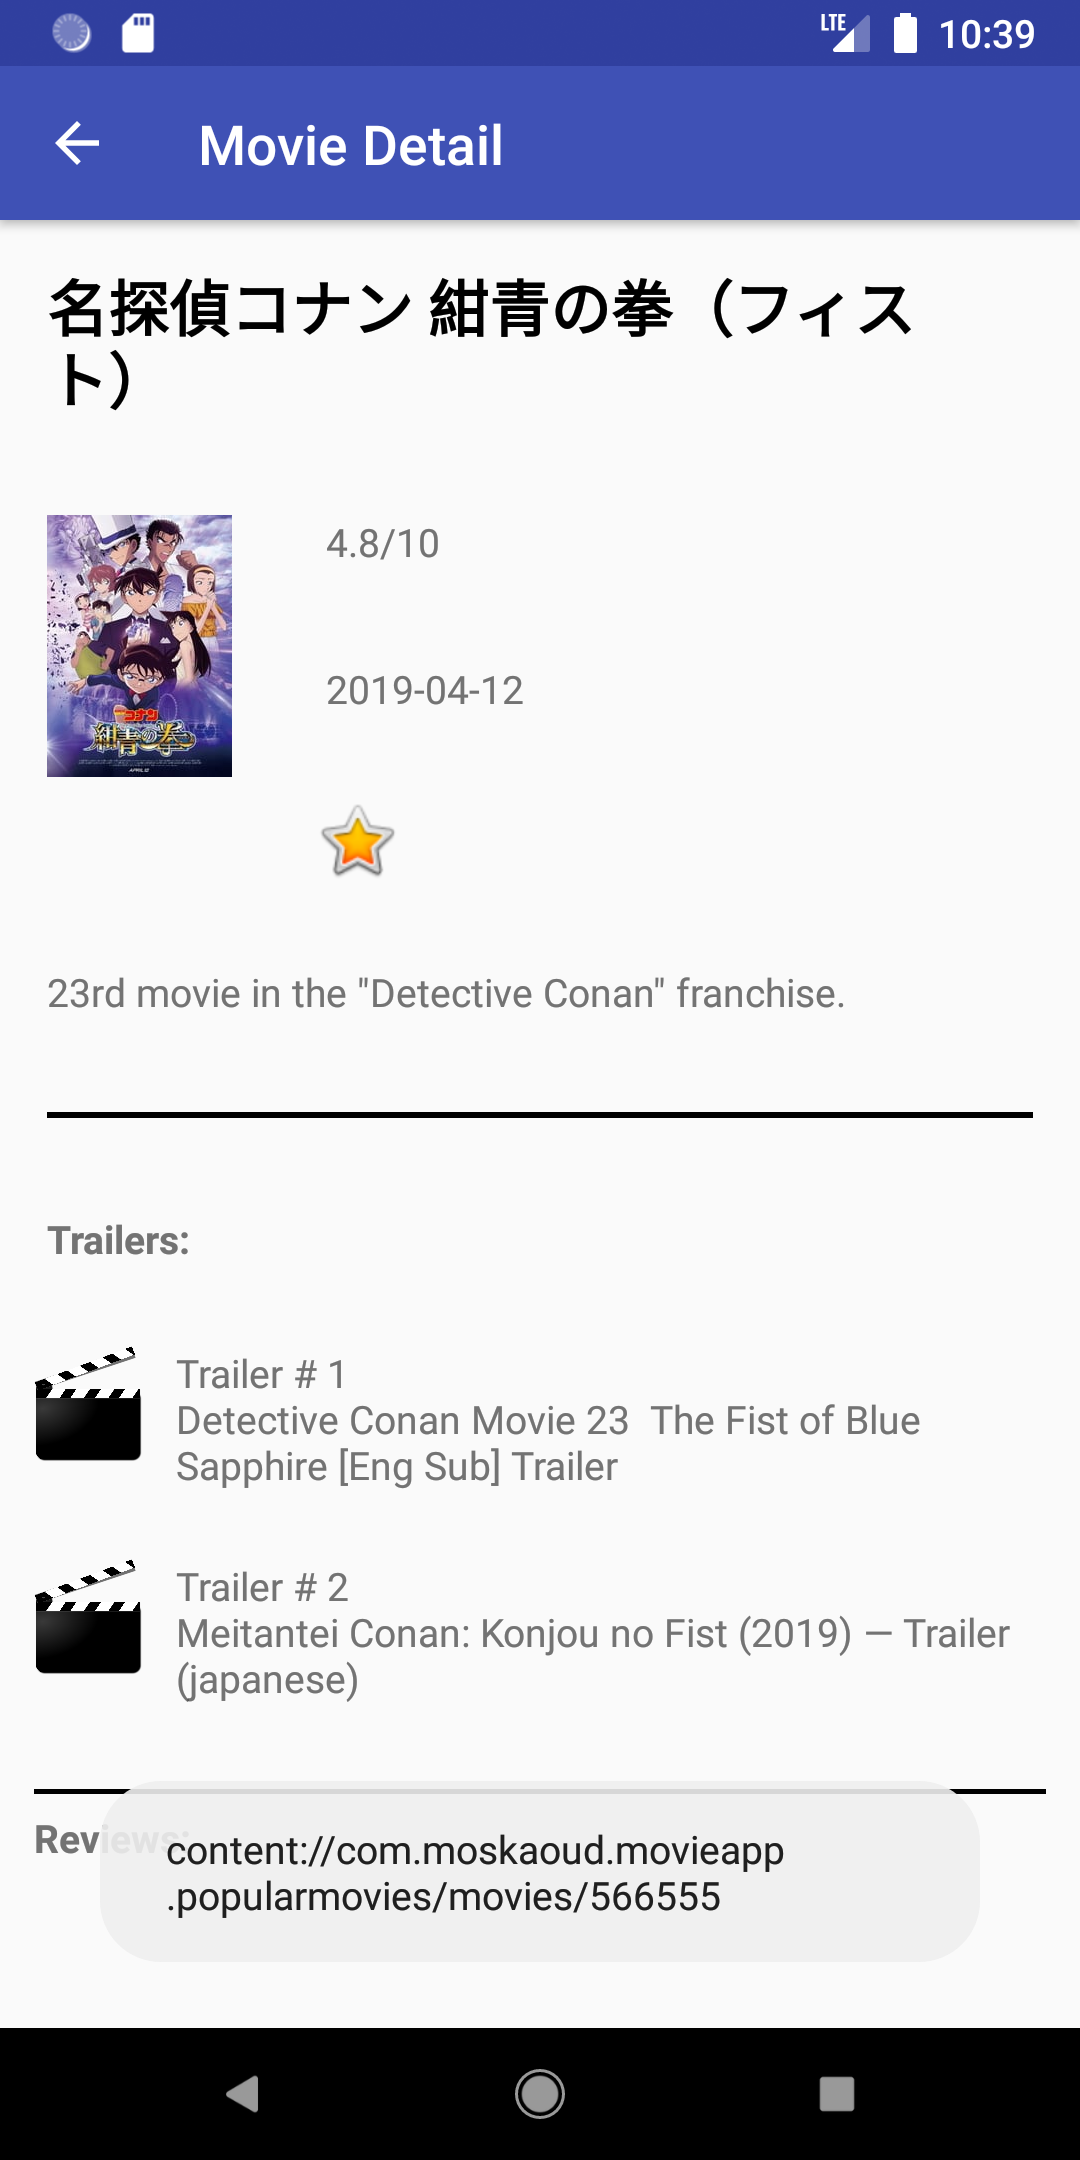 LTE 10:39
Movie Detail
名探偵コナン 紺青の拳（フィス
ト）
4.8/10
コナン
紺青の拳
APRIL 12
2019-04-12
23rd movie in the "Detective Conan" franchise.
Trailers:
Trailer # 1
Detective Conan Movie 23  The Fist of Blue
Sapphire [Eng Sub] Trailer
Trailer # 2
Meitantei Conan: Konjou no Fist (2019) — Trailer
(japanese)
Reviews:
content://com.moskaoud.movieapp
.popularmovies/movies/566555